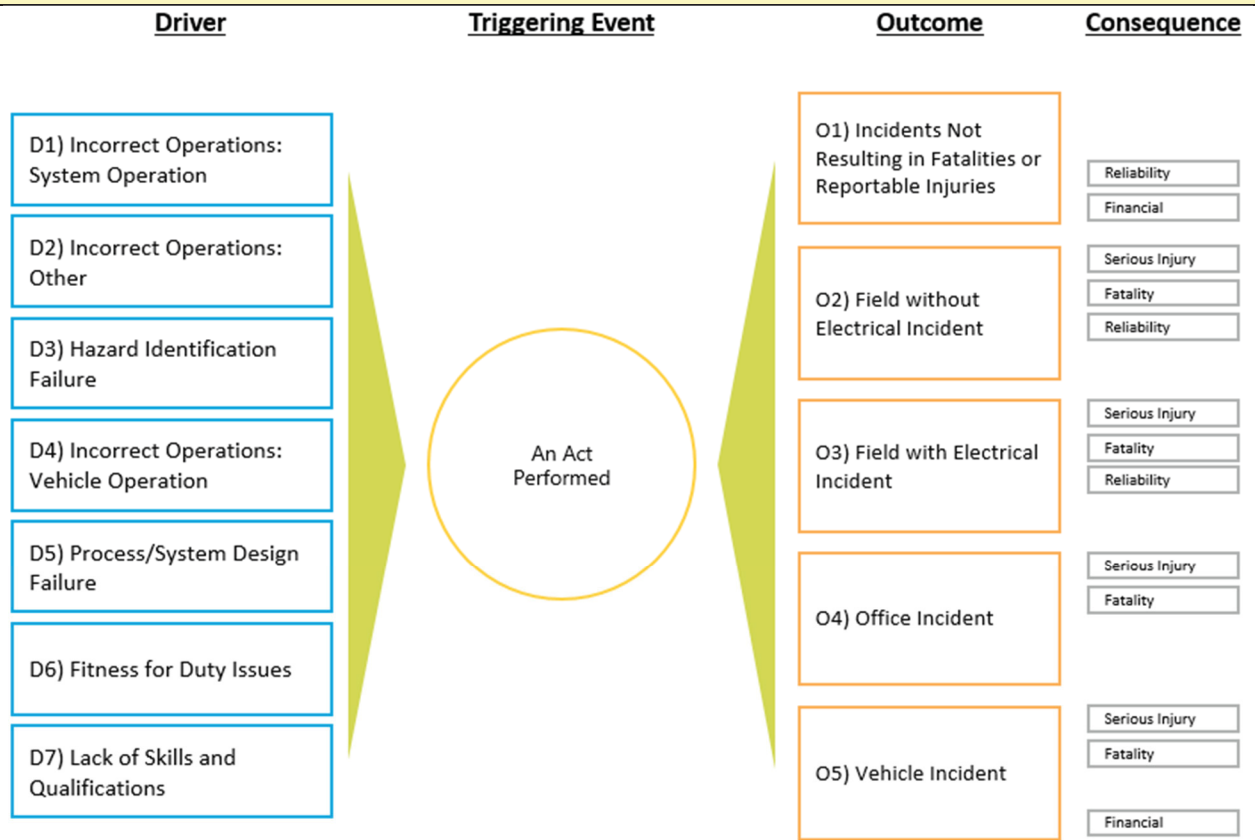 Driver
Triggering Event
Outcome
Consequence
D1) Incorrect Operations:
System Operation
D2) Incorrect Operations:
Other
D3) Hazard Identification
Failure
D4) Incorrect Operations:
Vehicle Operation
D5) Process/System Design
Failure
D6) Fitness for Duty Issues
D7) Lack of Skills and
Qualifications
An Act
Performed
O1) Incidents Not
Resulting in Fatalities or
Reportable Injuries
Reliability
Financial
O2) Field without
Electrical Incident
Serious Injury
Fatality
Reliability
O3) Field with Electrical
Incident
Serious Injury
Fatality
Reliability
O4) Office Incident
Serious Injury
Fatality
O5) Vehicle Incident
Serious Injury
Fatality
Financial